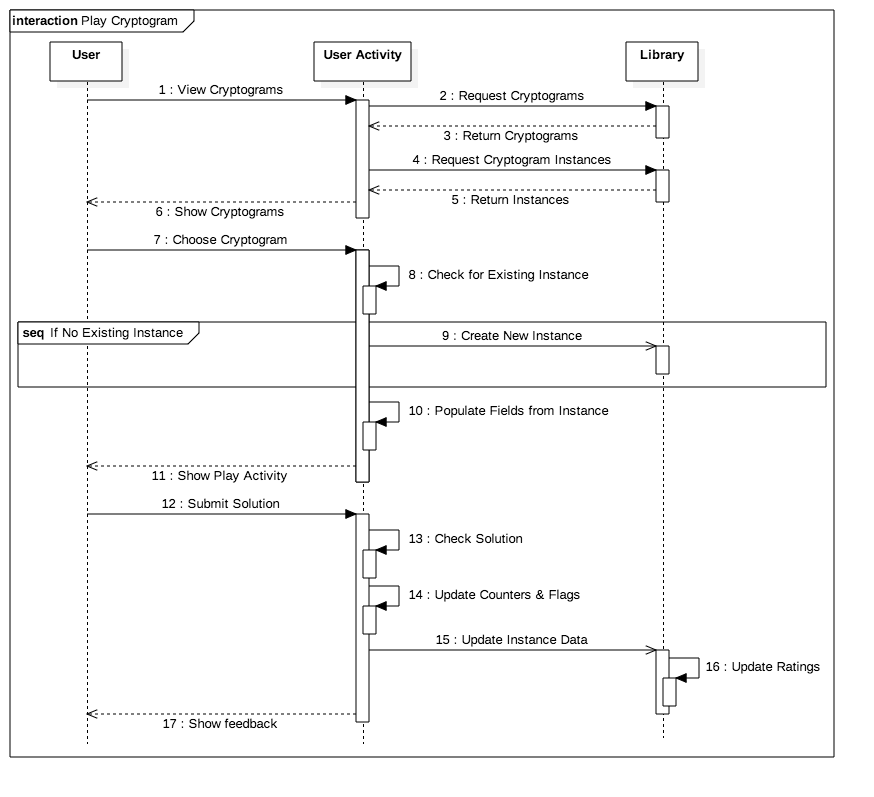 interaction Play Cryptogram
User
User Activity
Library
1 : View Cryptograms
2 : Request Cryptograms
3 : Return Cryptograms
4 : Request Cryptogram Instances
5 : Return Instances
6 : Show Cryptograms
7 : Choose Cryptogram
8 : Check for Existing Instance
seq If No Existing Instance
9 : Create New Instance
10 : Populate Fields from Instance
11 : Show Play Activity
12 : Submit Solution
13 : Check Solution
14 : Update Counters & Flags
15 : Update Instance Data
16 : Update Ratings
17 : Show feedback